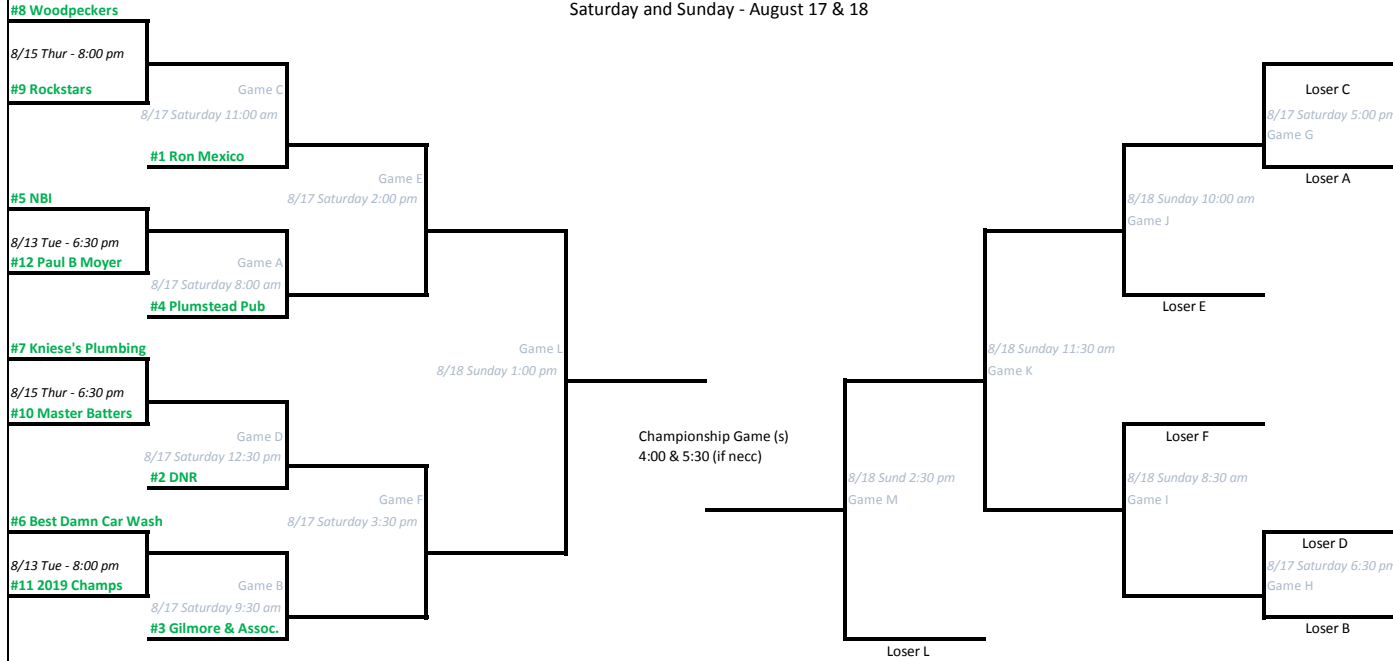 Saturday and Sunday - August 17 & 18
#8 Woodpeckers
8/15 Thur - 8:00 pm
#9 Rockstars
Game C
8/17 Saturday 11:00 am
#1 Ron Mexico
Game E
8/17 Saturday 2:00 pm
#5 NBI
8/13 Tue - 6:30 pm
#12 Paul B Moyer
Game A
8/17 Saturday 8:00 am
#4 Plumstead Pub
Game L
8/18 Sunday 1:00 pm
#7 Kniese's Plumbing
8/15 Thur - 6:30 pm
#10 Master Batters
Game D
8/17 Saturday 12:30 pm
#2 DNR
Game F
8/17 Saturday 3:30 pm
#6 Best Damn Car Wash
8/13 Tue - 8:00 pm
#11 2019 Champs
Game B
8/17 Saturday 9:30 am
#3 Gilmore & Assoc.
Championship Game (s)
4:00 & 5:30 (if necc)
Loser C
8/17 Saturday 5:00 pm
Game G
Loser A
8/18 Sunday 10:00 am
Game J
Loser E
8/18 Sunday 11:30 am
Game K
Loser F
8/18 Sund 2:30 pm
Game M
8/18 Sunday 8:30 am
Game I
Loser D
8/17 Saturday 6:30 pm
Game H
Loser B
Loser L